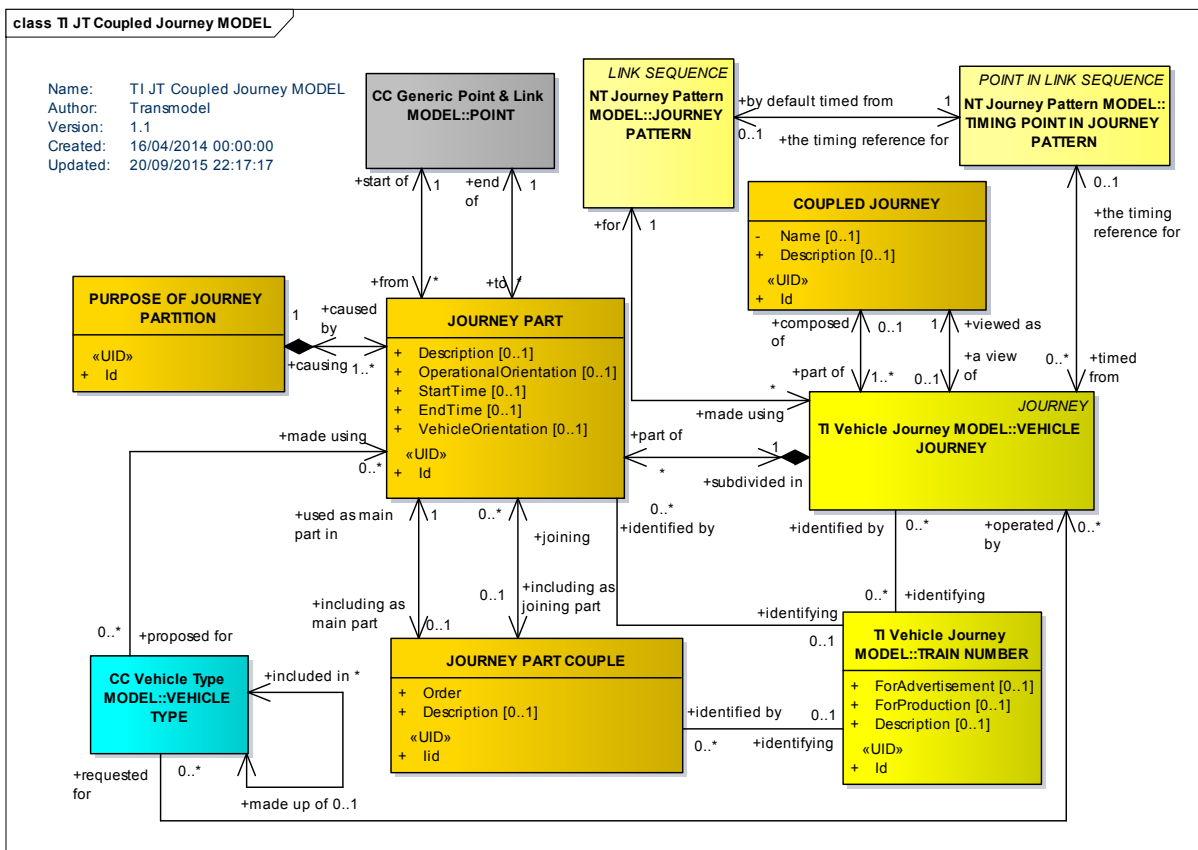 class TI JT Coupled Journey MODEL
Name: TI JT Coupled Journey MODEL
Author: Transmodel
Version: 1.1
Created: 16/04/2014 00:00:00
Updated: 20/09/2015 22:17:17
CC Generic Point & Link
MODEL::POINT
LINK SEQUENCE
NT Journey Pattern
MODEL::JOURNEY
PATTERN
+by default timed from
1
0..1
+the timing reference for
POINT IN LINK SEQUENCE
NT Journey Pattern MODEL::
TIMING POINT IN JOURNEY
PATTERN
+start of
1
+end
of
1
+for
1
0..1
+the timing
reference for
COUPLED JOURNEY
- Name [0..1]
+ Description [0..1]
«UID»
+ Id
+from
*
+to
*
PURPOSE OF JOURNEY
PARTITION
«UID»
+ Id
1
+caused
by
+causing
1..*
JOURNEY PART
+ Description [0..1]
+ OperationalOrientation [0..1]
+ StartTime [0..1]
+ EndTime [0..1]
+ VehicleOrientation [0..1]
«UID»
+ Id
+composed
of
0..1
1
+viewed as
+part of
1..*
+a view
of
0..1
0..*
+timed
from
*
+made using
JOURNEY
TI Vehicle Journey MODEL::VEHICLE
JOURNEY
+made using
0..*
+part of
1
*
+subdivided in
+used as main
part in
1
0..*
+joining
0..*
+identified by
+identified by
0..*
+operated
by
0..*
+including as
main part
0..1
0..1
+including as
joining part
+identifying
0..1
0..*
+identifying
0..*
+proposed for
CC Vehicle Type
MODEL::VEHICLE
TYPE
+included in *
+made up of 0..1
+requested
for
0..*
JOURNEY PART COUPLE
+ Order
+ Description [0..1]
«UID»
+ Iid
+identified by
0..1
0..*
+identifying
TI Vehicle Journey
MODEL::TRAIN NUMBER
+ ForAdvertisement [0..1]
+ ForProduction [0..1]
+ Description [0..1]
«UID»
+ Id